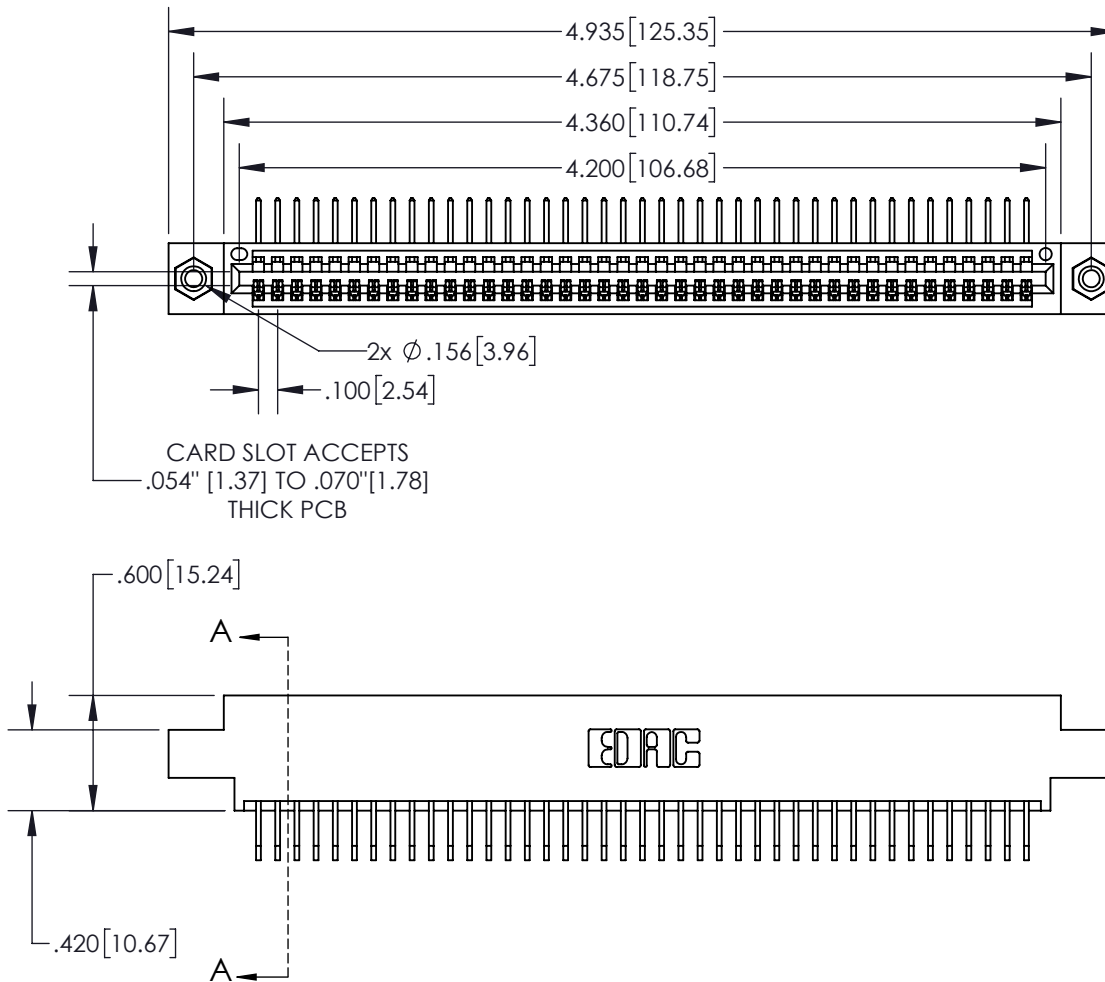 4.935[125.35]
4.675[118.75]
4.360[110.74]
4.200[106.68]
2x Ø.156[3.96]
.100[2.54]
CARD SLOT ACCEPTS
.054" [1.37] TO .070"[1.78]
THICK PCB
.600[15.24]
A
EDAC
.420[10.67]
A